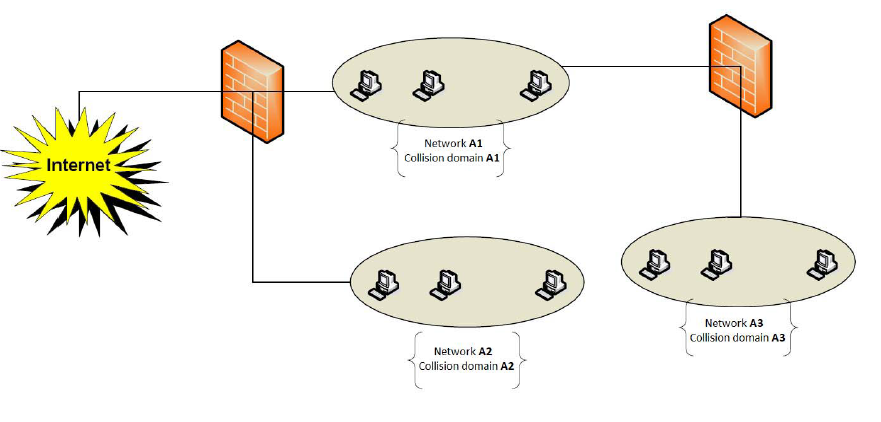 Internet
Network A1
Collision domain A1
Network A2
Collision domain A2
Network A3
Collision domain A3